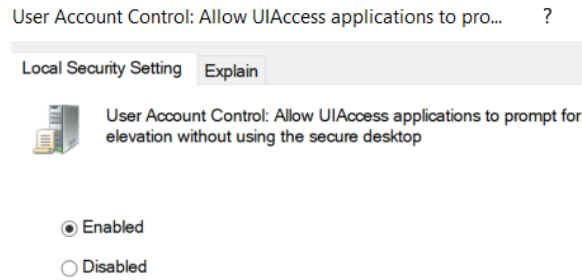 User Account Control: Allow UIAccess applications to pro... ?
Local Security Setting Explain
User Account Control: Allow UIAccess applications to prompt for
elevation without using the secure desktop
Enabled
Disabled